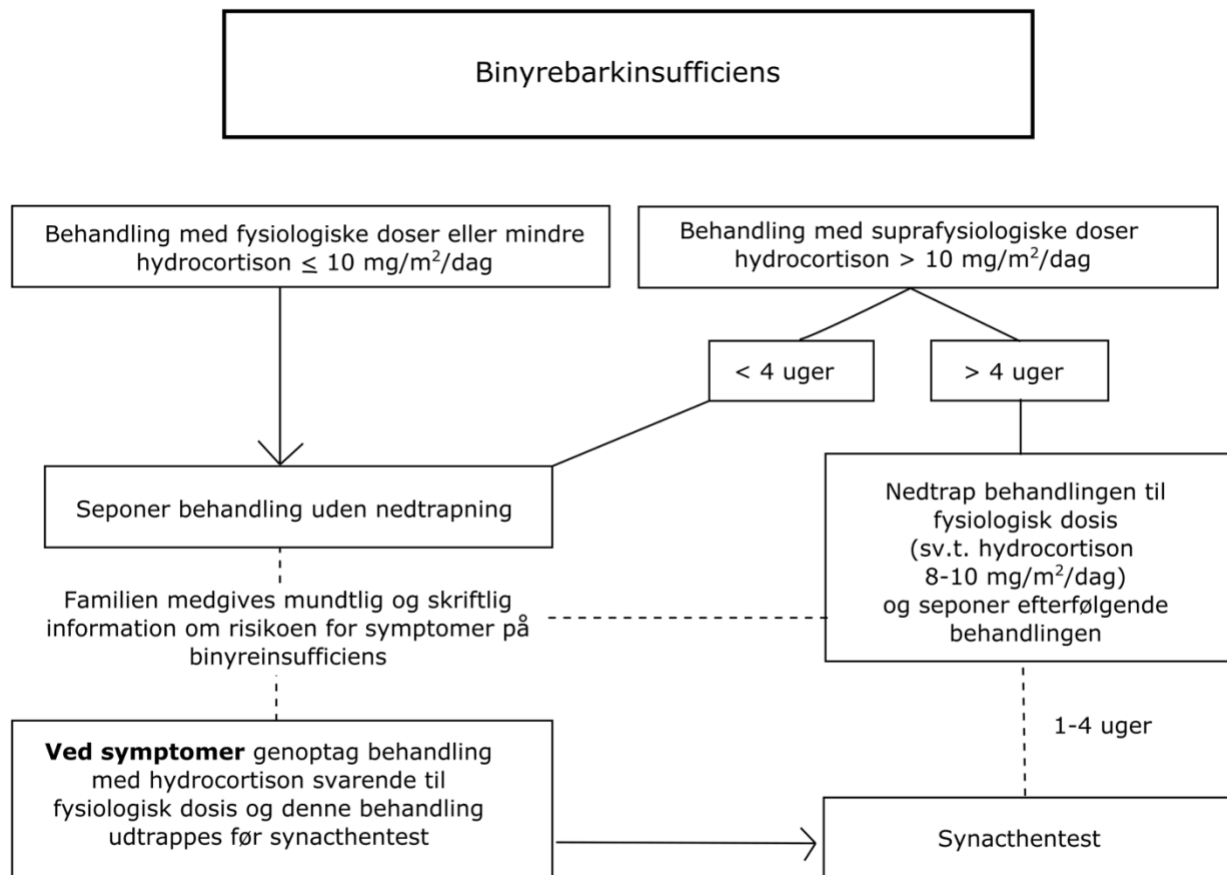 Binyrebarkinsufficiens
Behandling med fysiologiske doser eller mindre
hydrocortison ≤ 10 mg/m²/dag
Behandling med suprafysiologiske doser
hydrocortison > 10 mg/m²/dag
< 4 uger
> 4 uger
Seponer behandling uden nedtrapning
Nedtrap behandlingen til
fysiologisk dosis
(sv.t. hydrocortison
8-10 mg/m²/dag)
og seponer efterfølgende
behandlingen
Familien medgives mundtlig og skriftlig
information om risikoen for symptomer på
binyreinsufficiens
1-4 uger
Ved symptomer genoptag behandling
med hydrocortison svarende til
fysiologisk dosis og denne behandling
udtrappes før synacthentest
Synacthentest